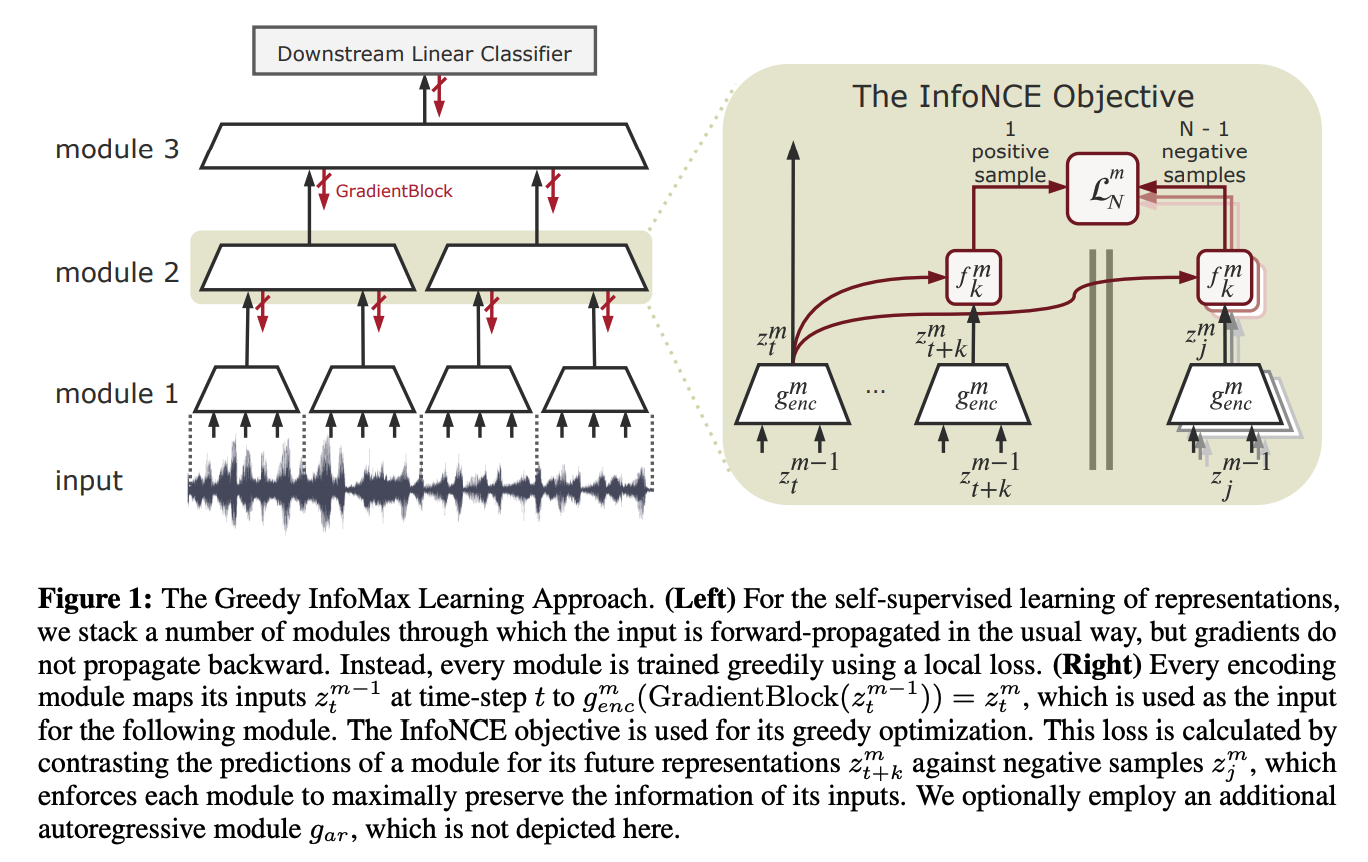 Downstream Linear Classifier
module 3
GradientBlock
module 2
module 1
input
The InfoNCE Objective
1
positive
sample
N - 1
negative
samples
ℒ_N^m
f_k^m
f_k^m
z_t^m
z_{t+k}^m
z_j^m
g_{enc}^m
...
g_{enc}^m
g_{enc}^m
z_t^{m−1}
z_{t+k}^{m−1}
z_j^{m−1}
Figure 1: The Greedy InfoMax Learning Approach. (Left) For the self-supervised learning of representations,
we stack a number of modules through which the input is forward-propagated in the usual way, but gradients do
not propagate backward. Instead, every module is trained greedily using a local loss. (Right) Every encoding
module maps its inputs z_t^{m−1} at time-step t to g_{enc}^m(GradientBlock(z_t^{m−1})) = z_t^m, which is used as the input
for the following module. The InfoNCE objective is used for its greedy optimization. This loss is calculated by
contrasting the predictions of a module for its future representations z_{t+k}^m against negative samples z_j^m, which
enforces each module to maximally preserve the information of its inputs. We optionally employ an additional
autoregressive module g_{ar}, which is not depicted here.